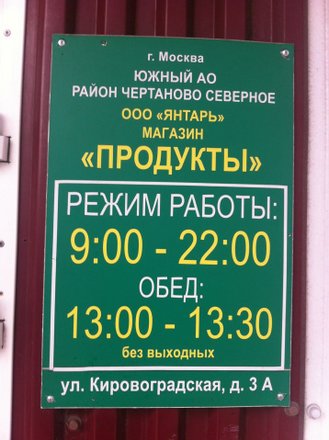 г. Москва
ЮЖНЫЙ АО
РАЙОН ЧЕРТАНОВО СЕВЕРНОЕ
ООО «ЯНТАРЬ»
МАГАЗИН
«ПРОДУКТЫ»
РЕЖИМ РАБОТЫ:
9:00 - 22:00
ОБЕД:
13:00 - 13:30
без выходных
ул. Кировоградская, д. 3 А